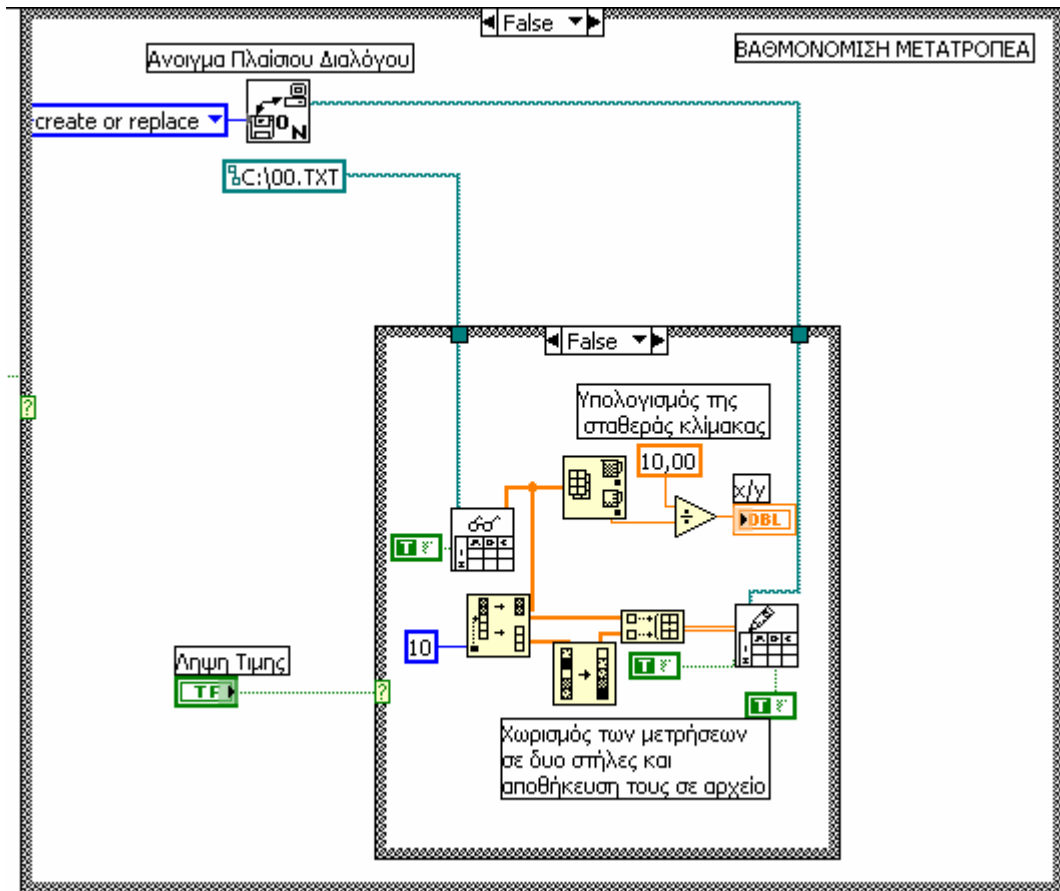 False
Ανοιγμα Πλαίσιου Διαλόγου
ΒΑΘΜΟΝΟΜΙΣΗ ΜΕΤΑΤΡΟΠΕΑ
create or replace
O N
C:\00.TXT
False
Υπολογισμός της
σταθεράς κλίμακας
10,00
x/y
DBL
T
10
T
Ληψη Τιμης
TF
T
Χωρισμός των μετρήσεων
σε δυο στήλες και
αποθήκευση τους σε αρχείο